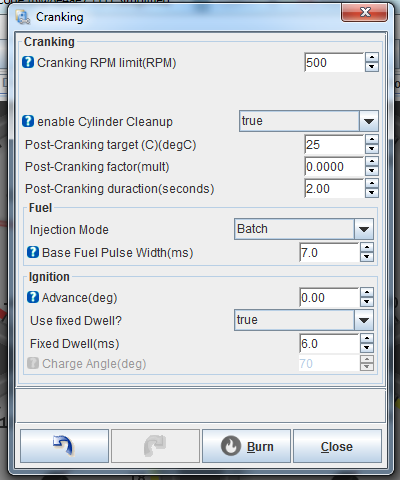 Cranking
Cranking
Cranking RPM limit(RPM) 500
enable Cylinder Cleanup true
Post-Cranking target (C)(degC) 25
Post-Cranking factor(mult) 0.0000
Post-Cranking duration(seconds) 2.00
Fuel
Injection Mode Batch
Base Fuel Pulse Width(ms) 7.0
Ignition
Advance(deg) 0.00
Use fixed Dwell? true
Fixed Dwell(ms) 6.0
Charge Angle(deg) 70
Burn Close